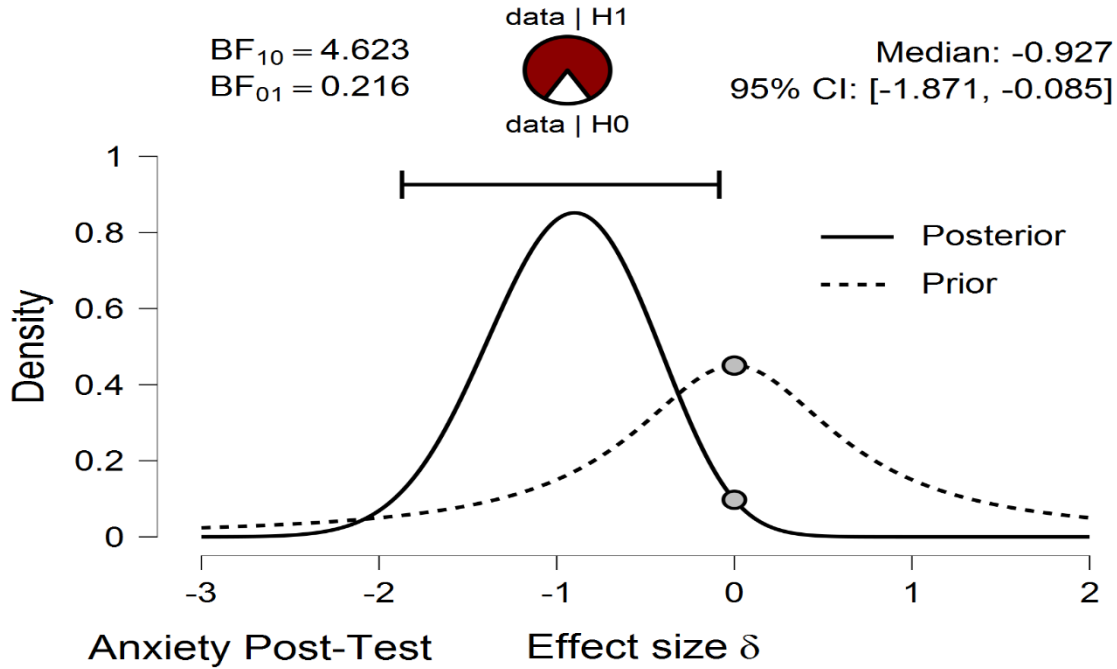 data | H1
BF10 = 4.623
BF01 = 0.216
Median: -0.927
95% CI: [-1.871, -0.085]
data | H0
Density
1
0.8
0.6
0.4
0.2
0
Posterior
Prior
-3 -2 -1 0 1 2
Anxiety Post-Test Effect size δ